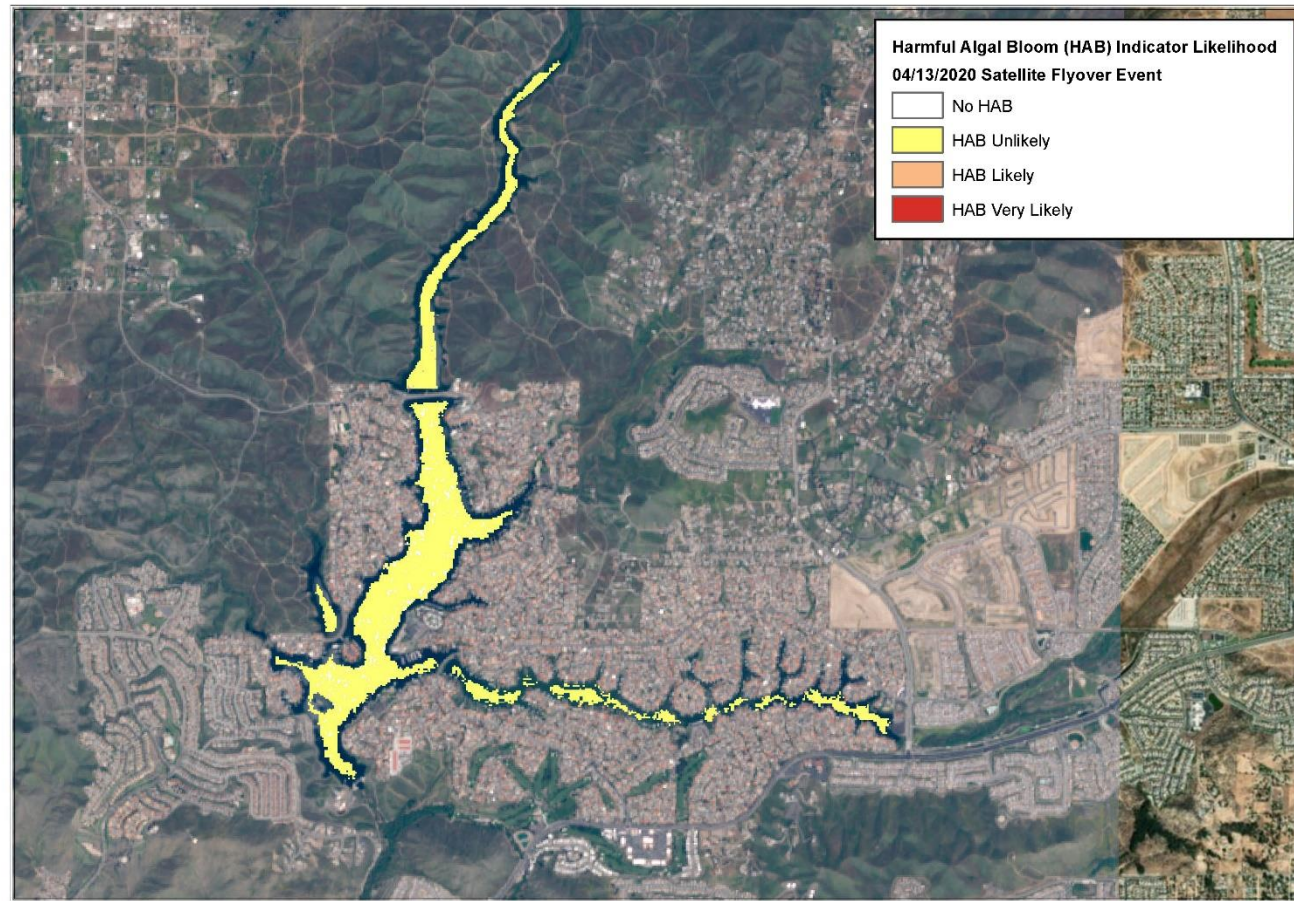 Harmful Algal Bloom (HAB) Indicator Likelihood
04/13/2020 Satellite Flyover Event
No HAB
HAB Unlikely
HAB Likely
HAB Very Likely